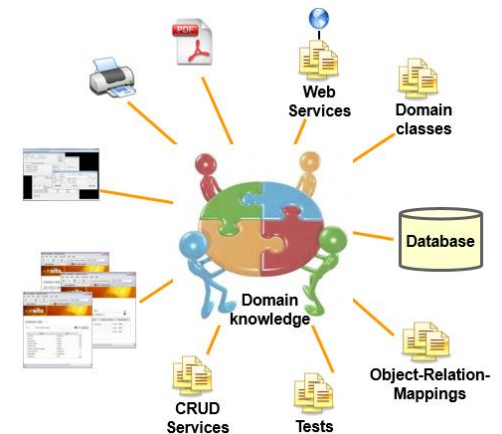 PDF
Web
Services
Domain
classes
Database
Domain
knowledge
Object-Relation-
Mappings
CRUD
Services
Tests